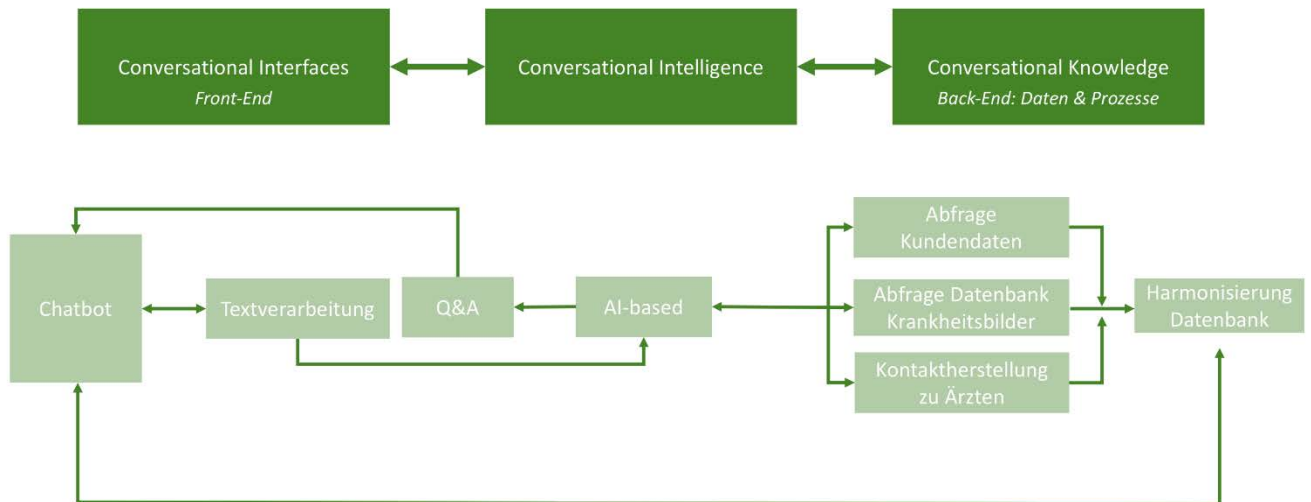 Conversational Interfaces
Front-End
Conversational Intelligence
Conversational Knowledge
Back-End: Daten & Prozesse
Chatbot
Textverarbeitung
Q&A
AI-based
Abfrage
Kundendaten
Abfrage Datenbank
Krankheitsbilder
Kontaktherstellung
zu Ärzten
Harmonisierung
Datenbank